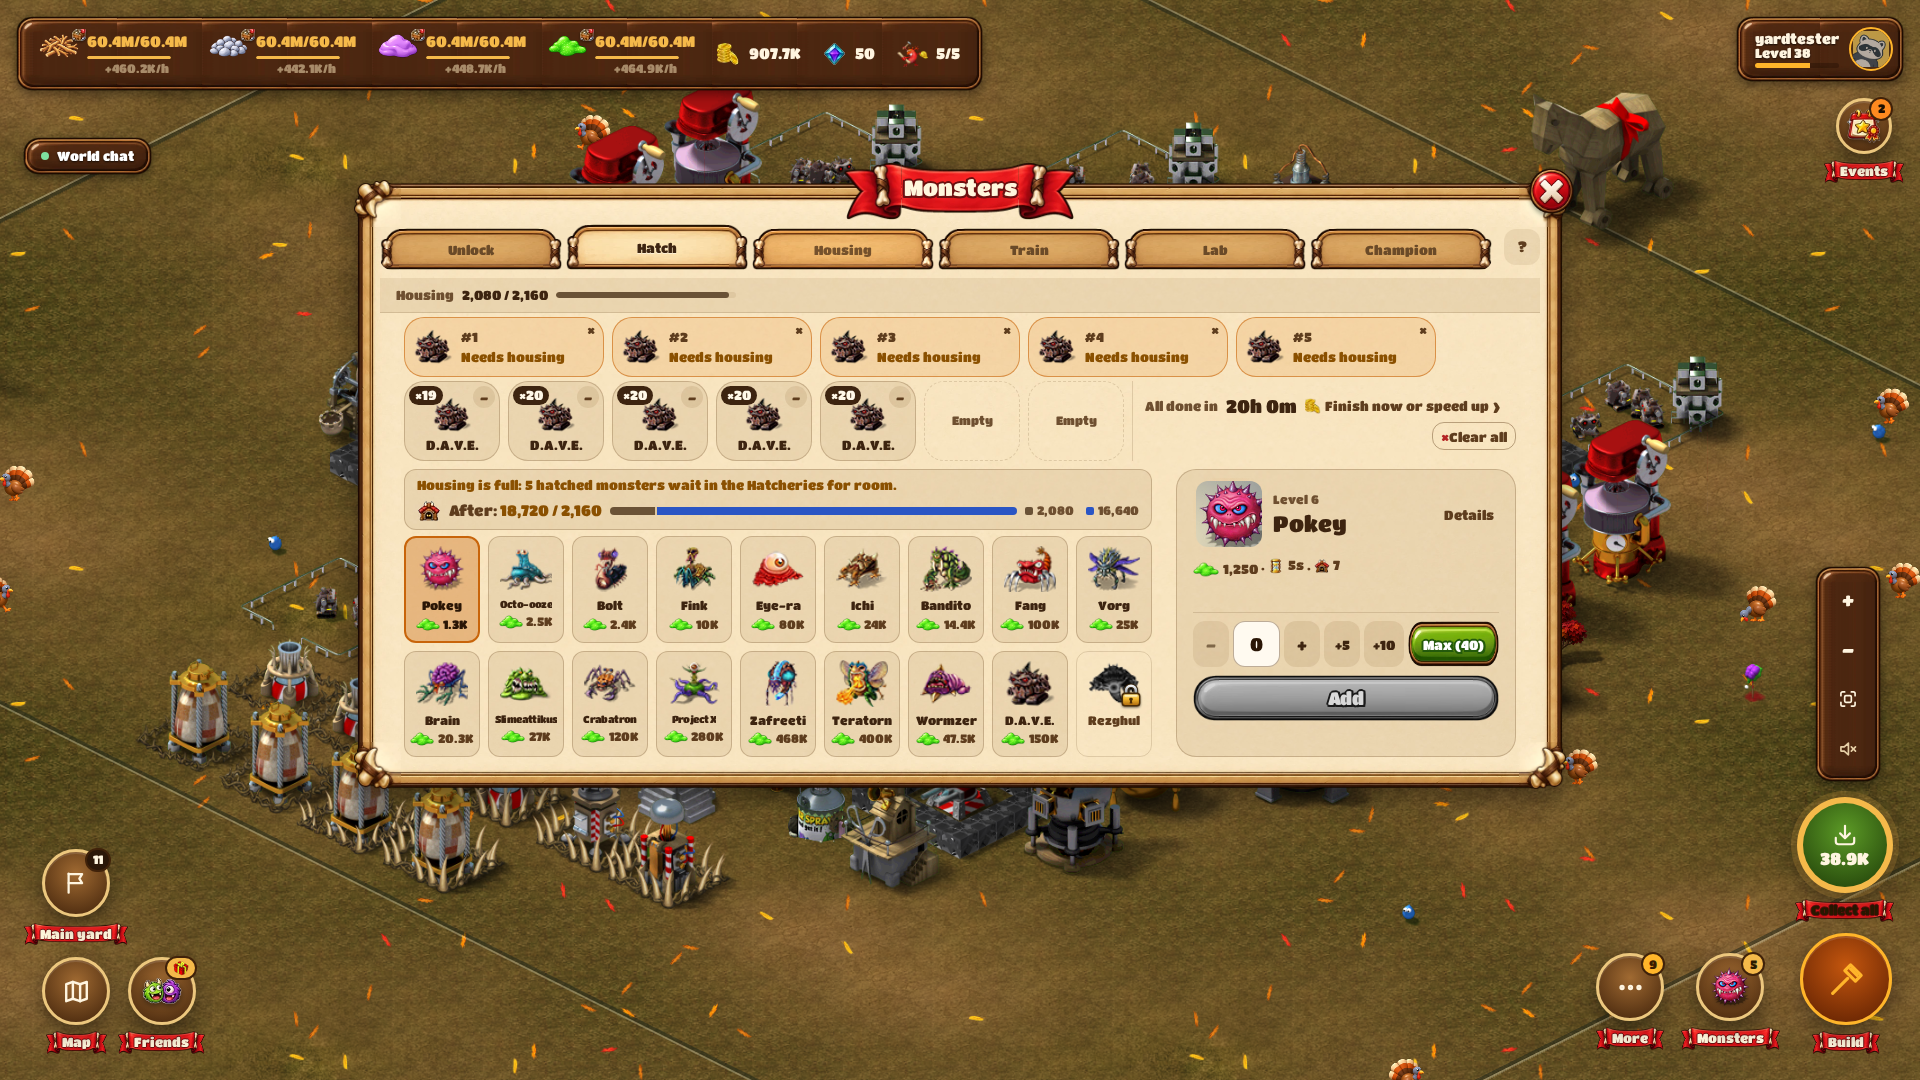 60.4M/60.4M
+460.2K/h
60.4M/60.4M
+442.1K/h
60.4M/60.4M
+448.7K/h
60.4M/60.4M
+464.9K/h
907.7K
50
5/5
yardtester
Level 38
World chat
2
Events
Monsters
Unlock
Hatch
Housing
Train
Lab
Champion
?
Housing 2,080 / 2,160
#1
Needs housing
#2
Needs housing
#3
Needs housing
#4
Needs housing
#5
Needs housing
×19
D.A.V.E.
×20
D.A.V.E.
×20
D.A.V.E.
×20
D.A.V.E.
×20
D.A.V.E.
Empty
Empty
All done in 20h 0m Finish now or speed up ›
×Clear all
Housing is full: 5 hatched monsters wait in the Hatcheries for room.
After: 18,720 / 2,160
2,080
16,640
Pokey
1.3K
Octo-ooze
2.5K
Bolt
2.4K
Fink
10K
Eye-ra
80K
Ichi
24K
Bandito
14.4K
Fang
100K
Vorg
25K
Brain
20.3K
Slimeattikus
27K
Crabatron
120K
Project X
280K
Zafreeti
468K
Teratorn
400K
Wormzer
47.5K
D.A.V.E.
150K
Rezghul
Level 6
Pokey
Details
1,250 · 5s · 7
− 0 + +5 +10 Max (40)
Add
SPRAY
38.9K
Collect all
11
Main yard
Map
Friends
9
More
5
Monsters
Build